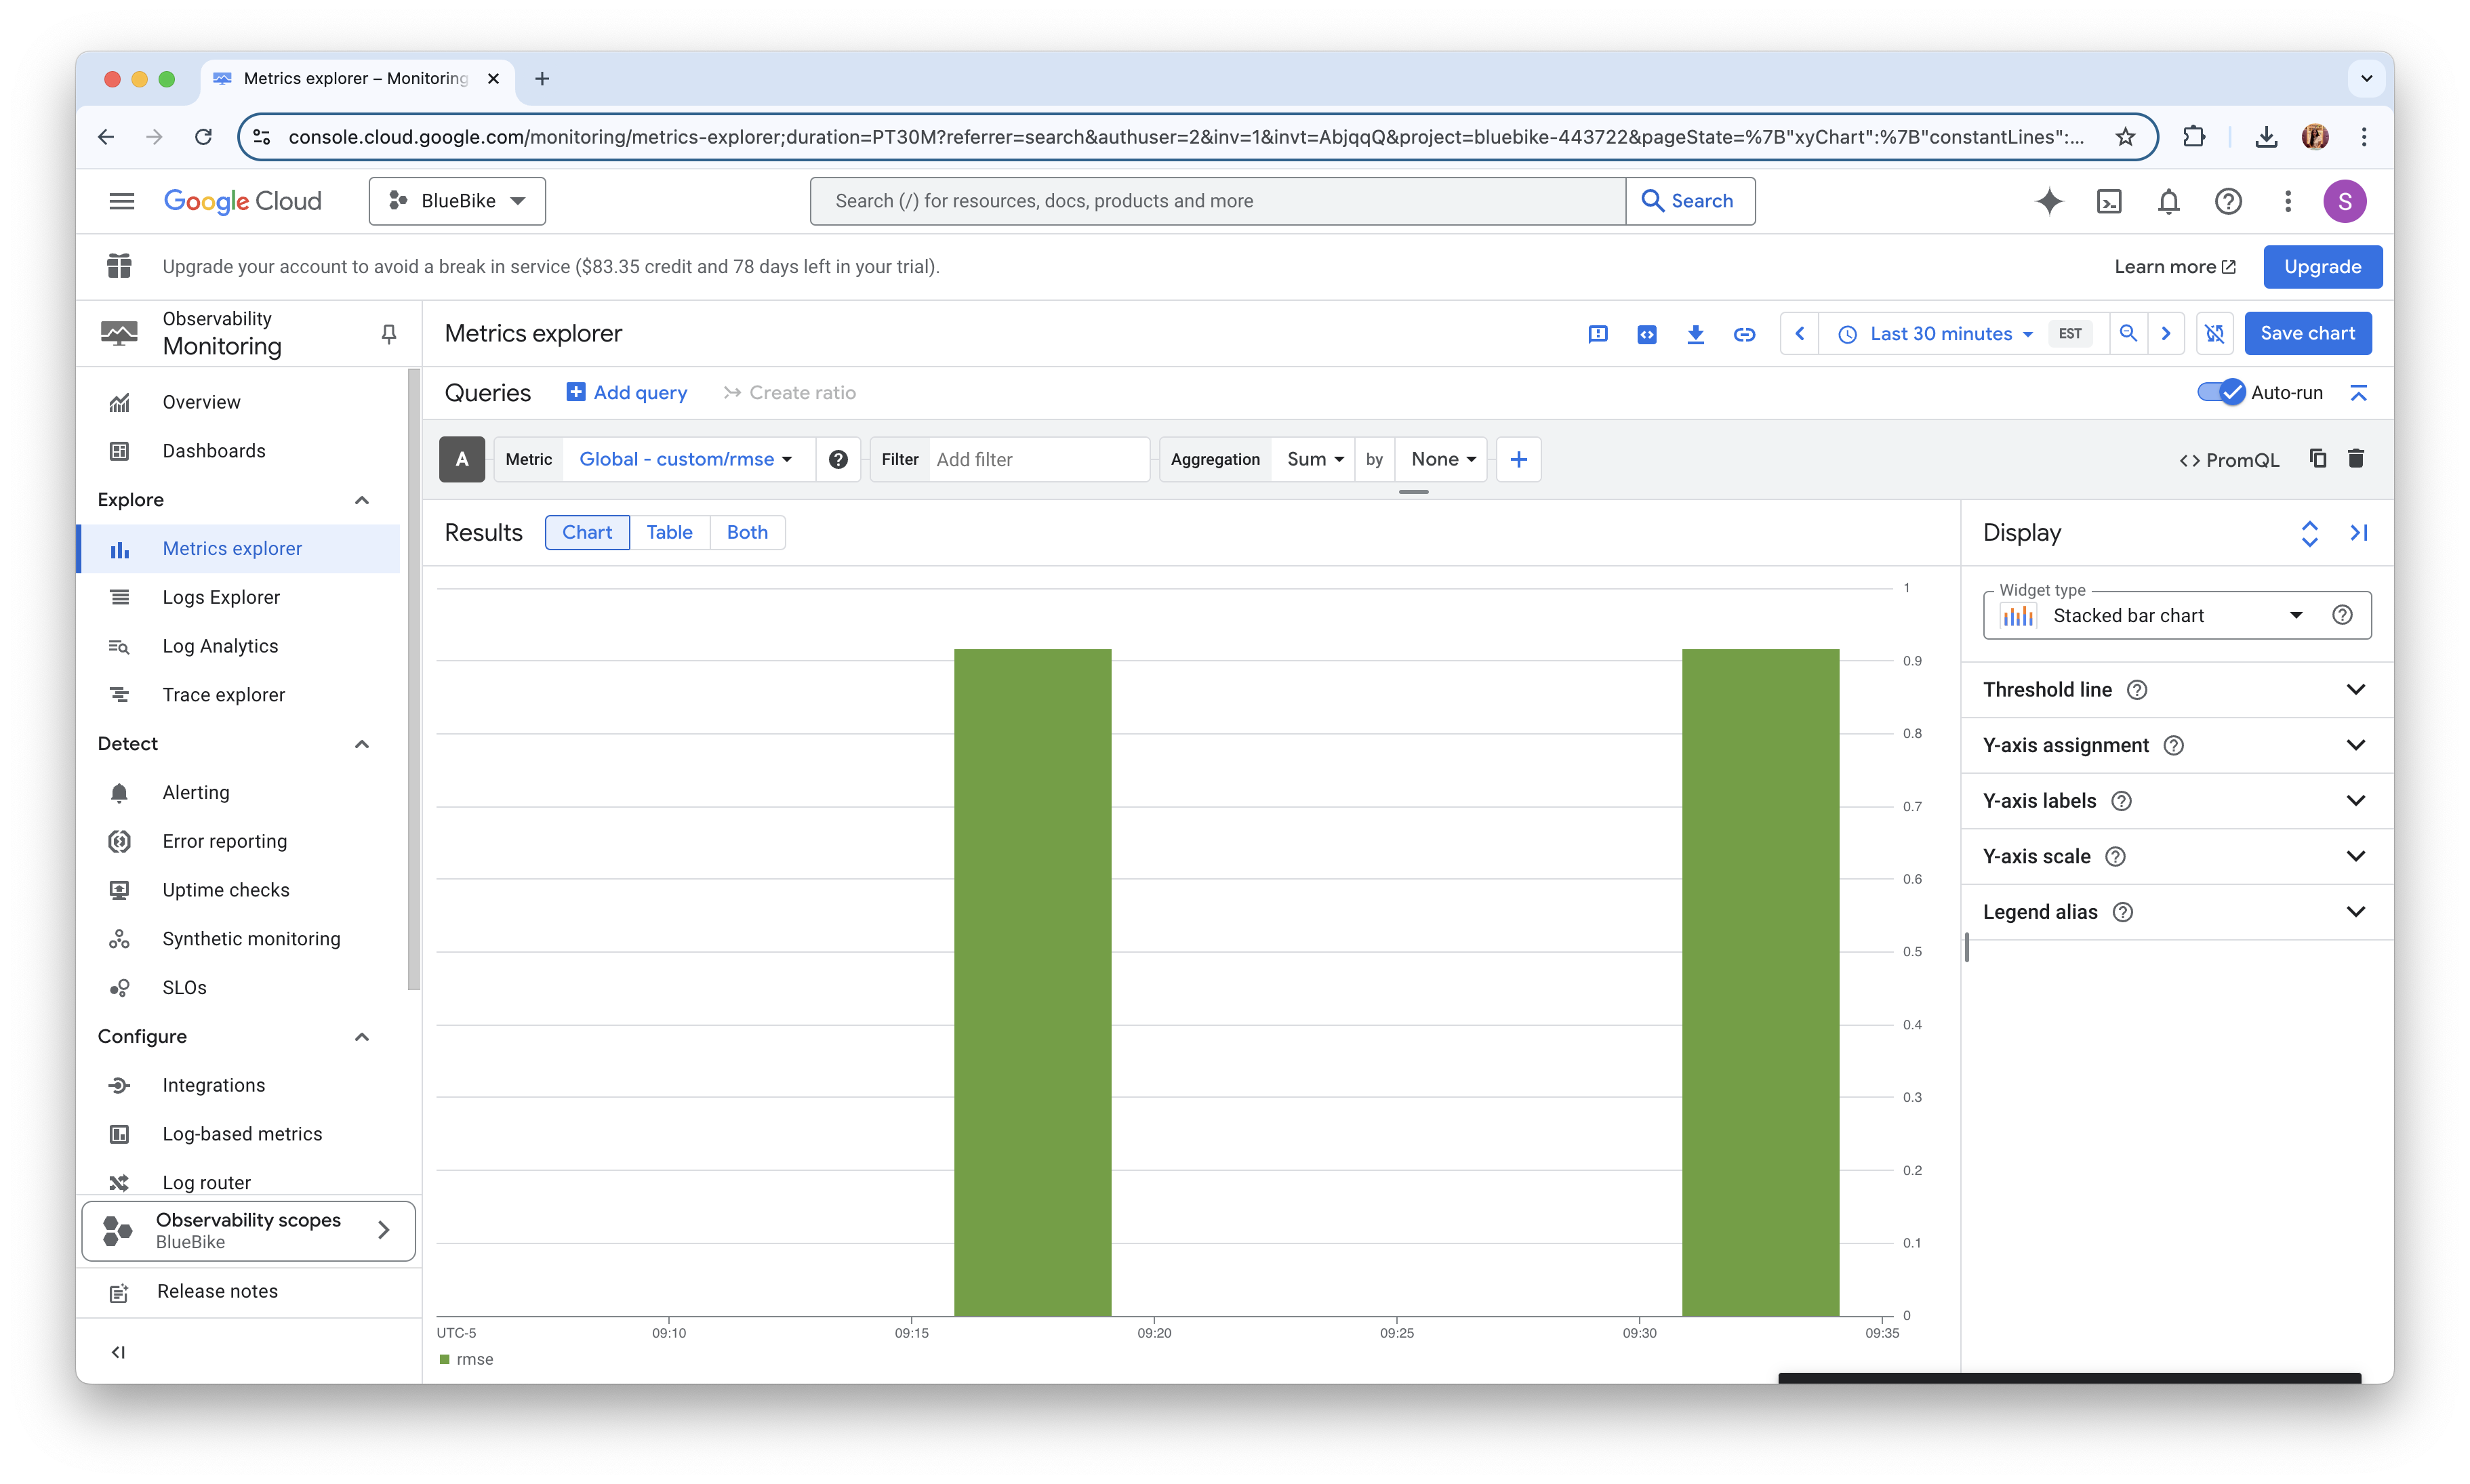 Metrics explorer – Monitoring
console.cloud.google.com/monitoring/metrics-explorer;duration=PT30M?referrer=search&authuser=2&inv=1&invt=AbjqqQ&project=bluebike-443722&pageState=%7B"xyChart":%7B"constantLines":...
Google Cloud
BlueBike
Search (/) for resources, docs, products and more
Search
S
Upgrade your account to avoid a break in service ($83.35 credit and 78 days left in your trial).
Learn more
Upgrade
Observability
Monitoring
Overview
Dashboards
Explore
Metrics explorer
Logs Explorer
Log Analytics
Trace explorer
Detect
Alerting
Error reporting
Uptime checks
Synthetic monitoring
SLOs
Configure
Integrations
Log-based metrics
Log router
Observability scopes
BlueBike
Release notes
Metrics explorer
Last 30 minutes
EST
Save chart
Queries
Add query
Create ratio
Auto-run
A
Metric
Global - custom/rmse
Filter
Add filter
Aggregation
Sum
by
None
PromQL
Results
Chart
Table
Both
1
0.9
0.8
0.7
0.6
0.5
0.4
0.3
0.2
0.1
0
UTC-5
09:10
09:15
09:20
09:25
09:30
09:35
rmse
Display
Widget type
Stacked bar chart
Threshold line
Y-axis assignment
Y-axis labels
Y-axis scale
Legend alias